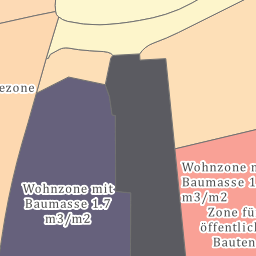 ezone
Wohnzone mit
Baumasse 1.7
m3/m2
Wohnzone m
Baumasse 1
m3/m2
Zone fü
öffentlich
Bauten